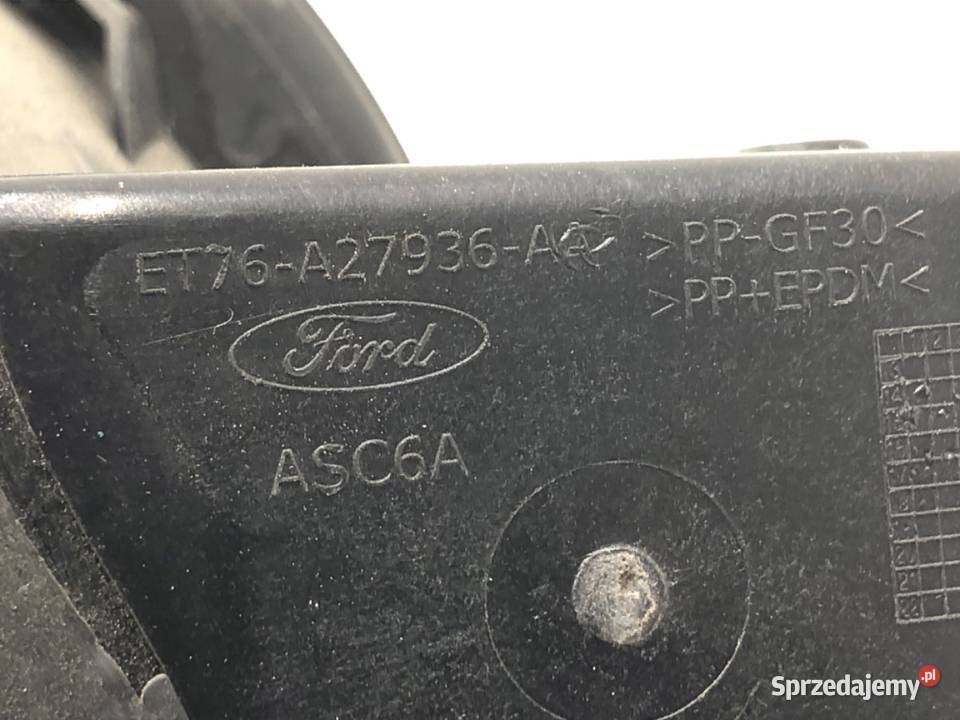 ET76-A27936-A
>PP-GF30<
>PP+EPDM<
Ford
ASC6A
Sprzedajemy.pl